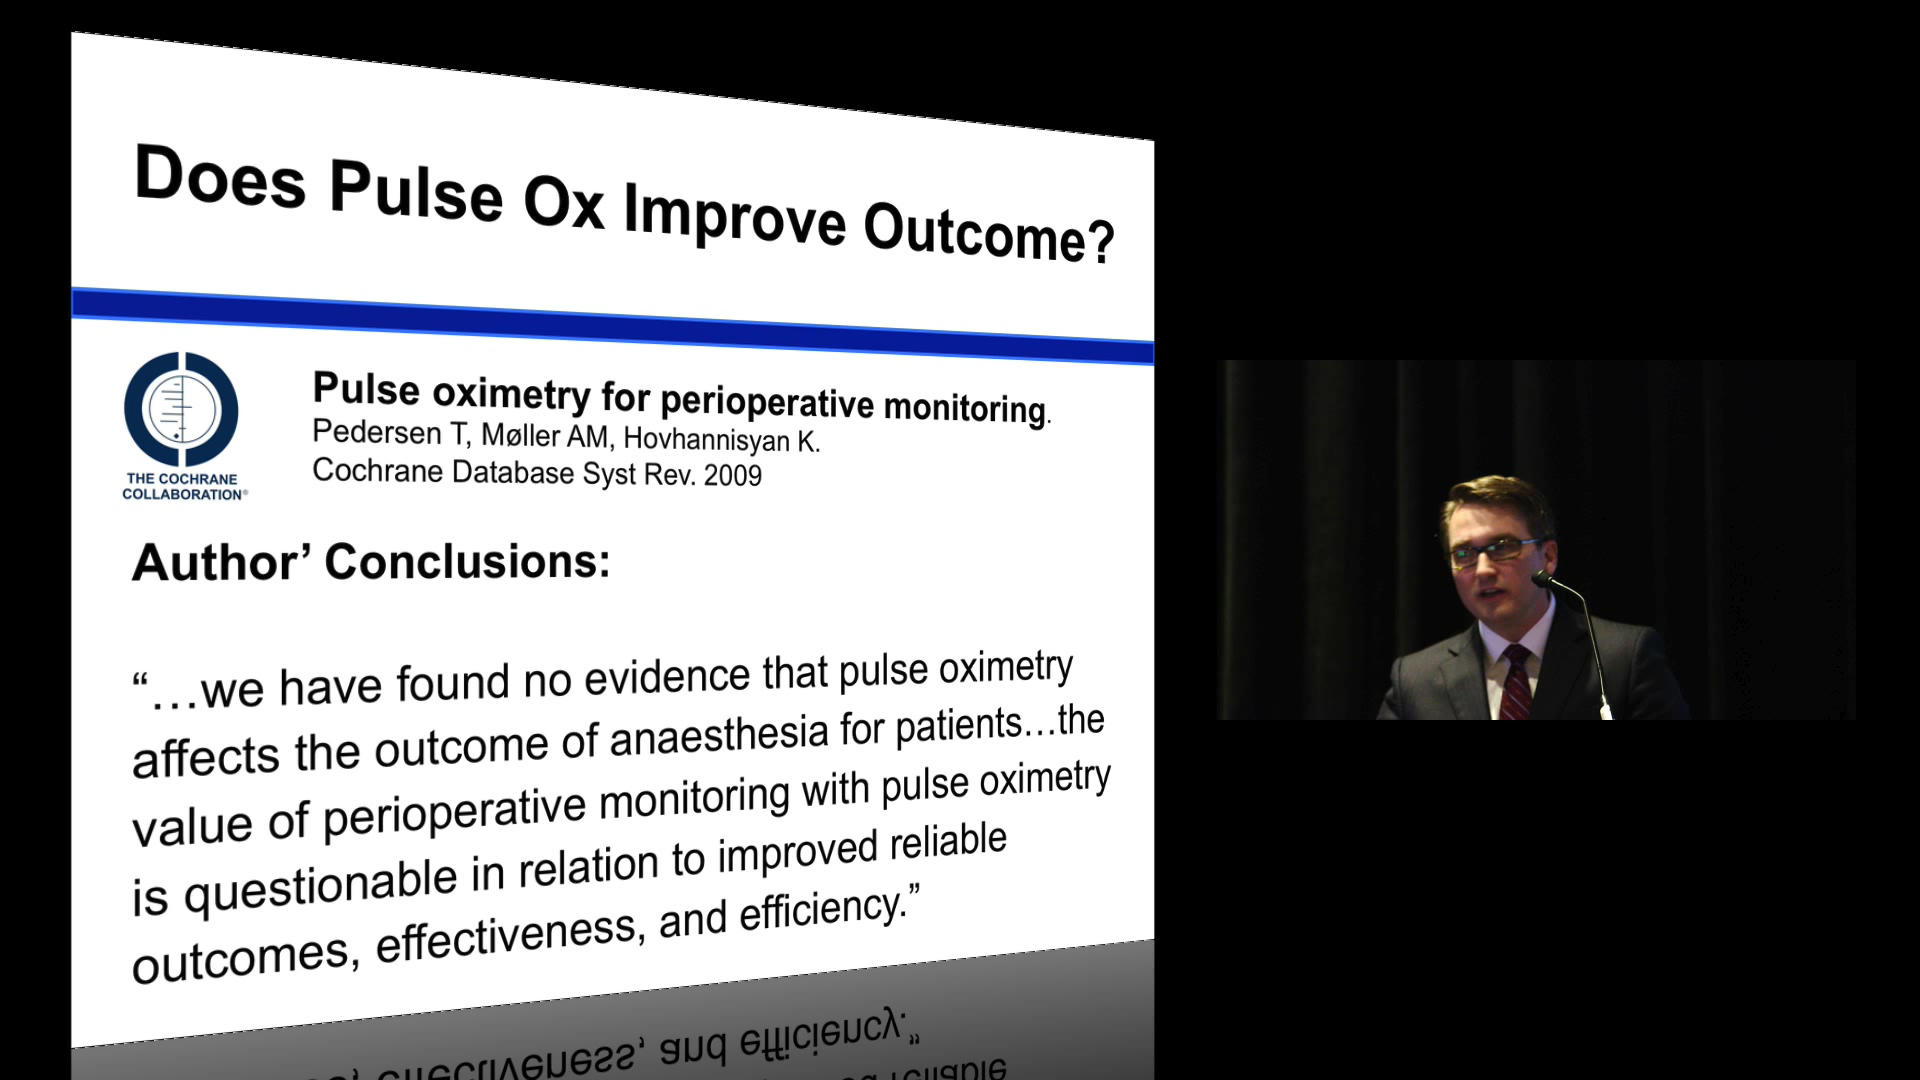 Does Pulse Ox Improve Outcome?
THE COCHRANE
COLLABORATION®
Pulse oximetry for perioperative monitoring.
Pedersen T, Møller AM, Hovhannisyan K.
Cochrane Database Syst Rev. 2009
Author’ Conclusions:
“…we have found no evidence that pulse oximetry
affects the outcome of anaesthesia for patients…the
value of perioperative monitoring with pulse oximetry
is questionable in relation to improved reliable
outcomes, effectiveness, and efficiency.”